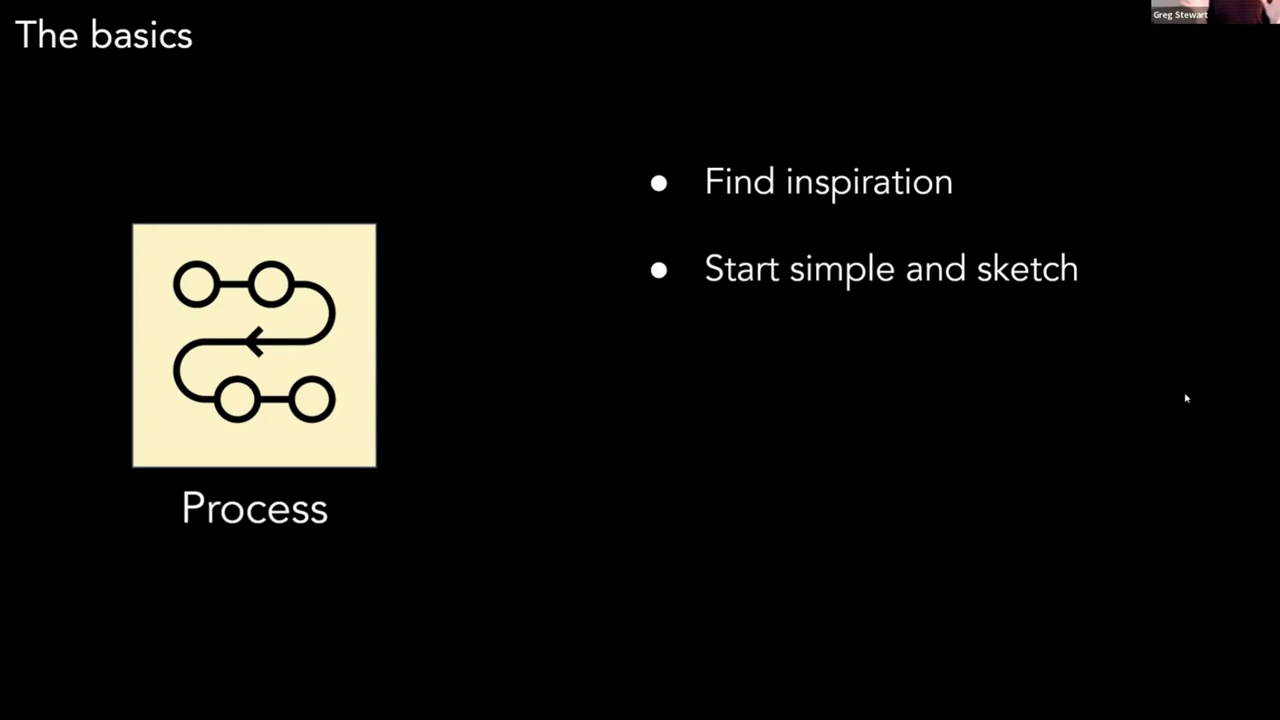 The basics
Greg Stewart
● Find inspiration
● Start simple and sketch
Process